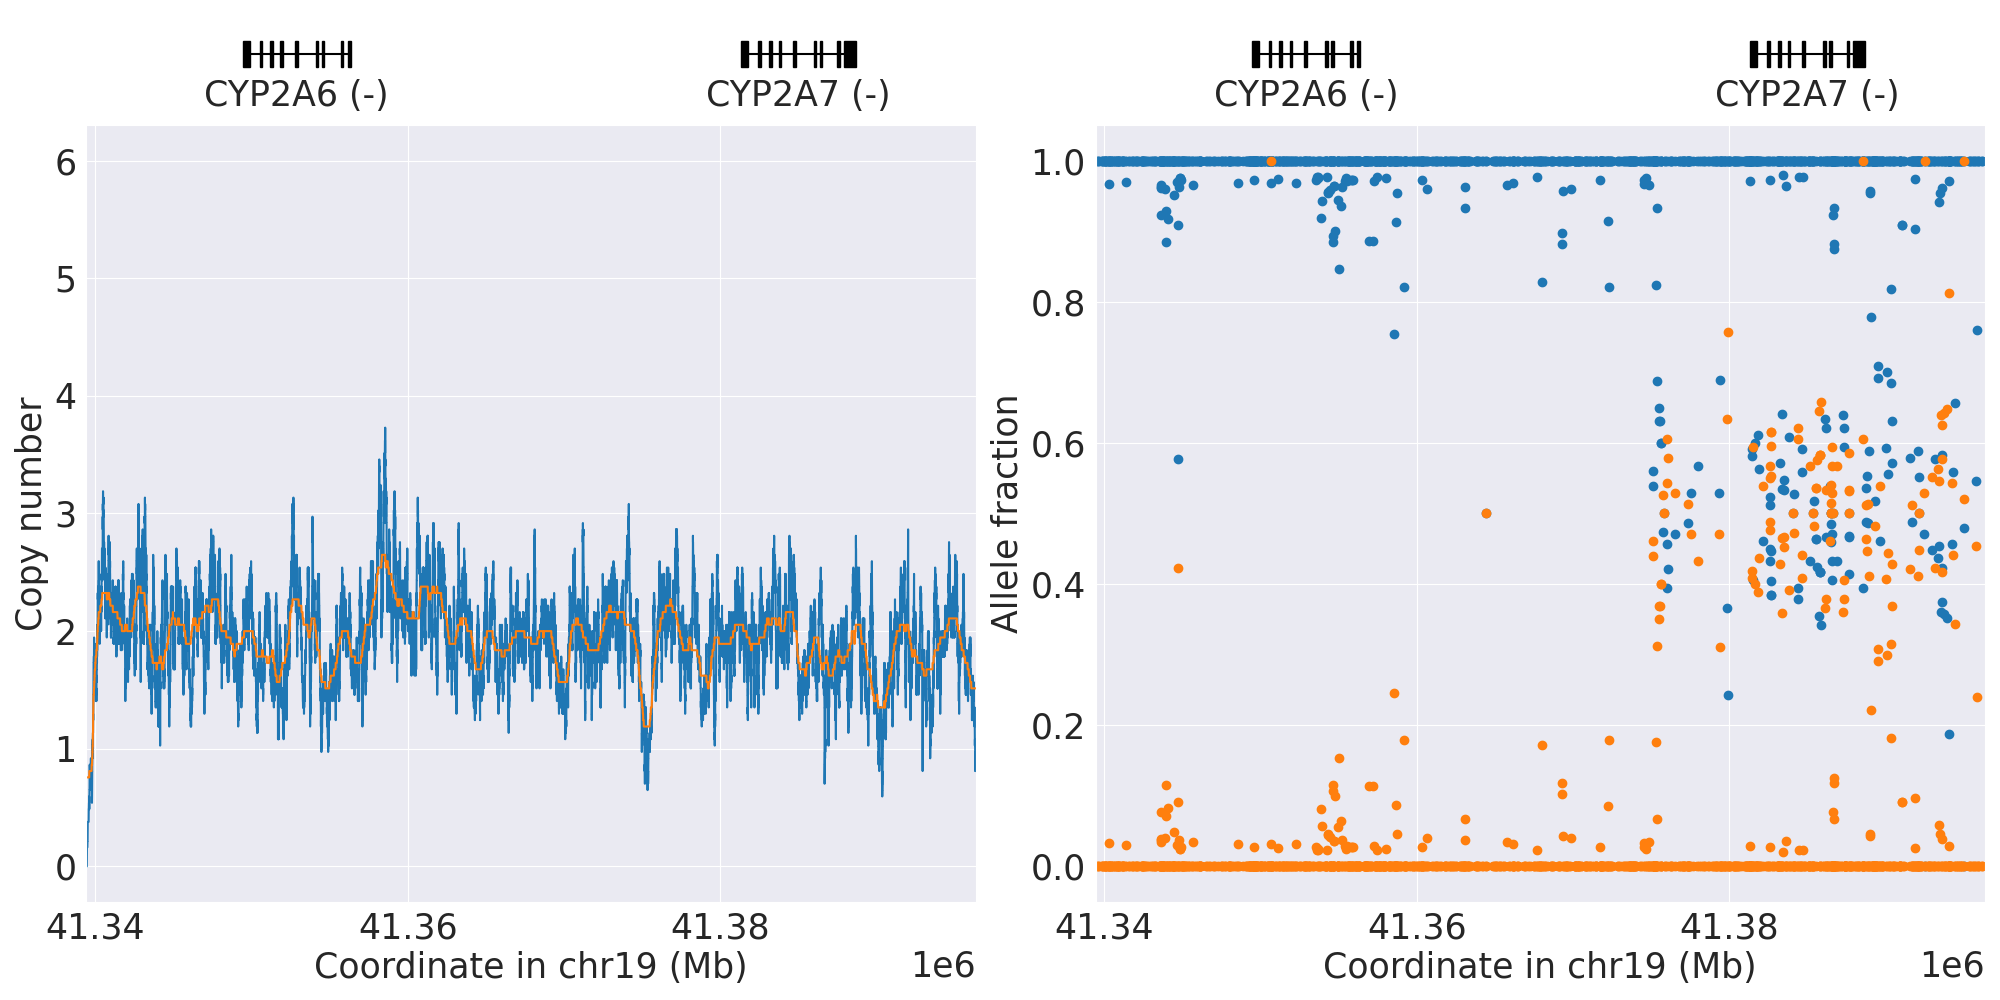 CYP2A6 (-)
CYP2A7 (-)
6
5
4
3
2
1
0
Copy number
41.34
41.36
41.38
Coordinate in chr19 (Mb)
1e6
CYP2A6 (-)
CYP2A7 (-)
1.0
0.8
0.6
0.4
0.2
0.0
Allele fraction
41.34
41.36
41.38
Coordinate in chr19 (Mb)
1e6